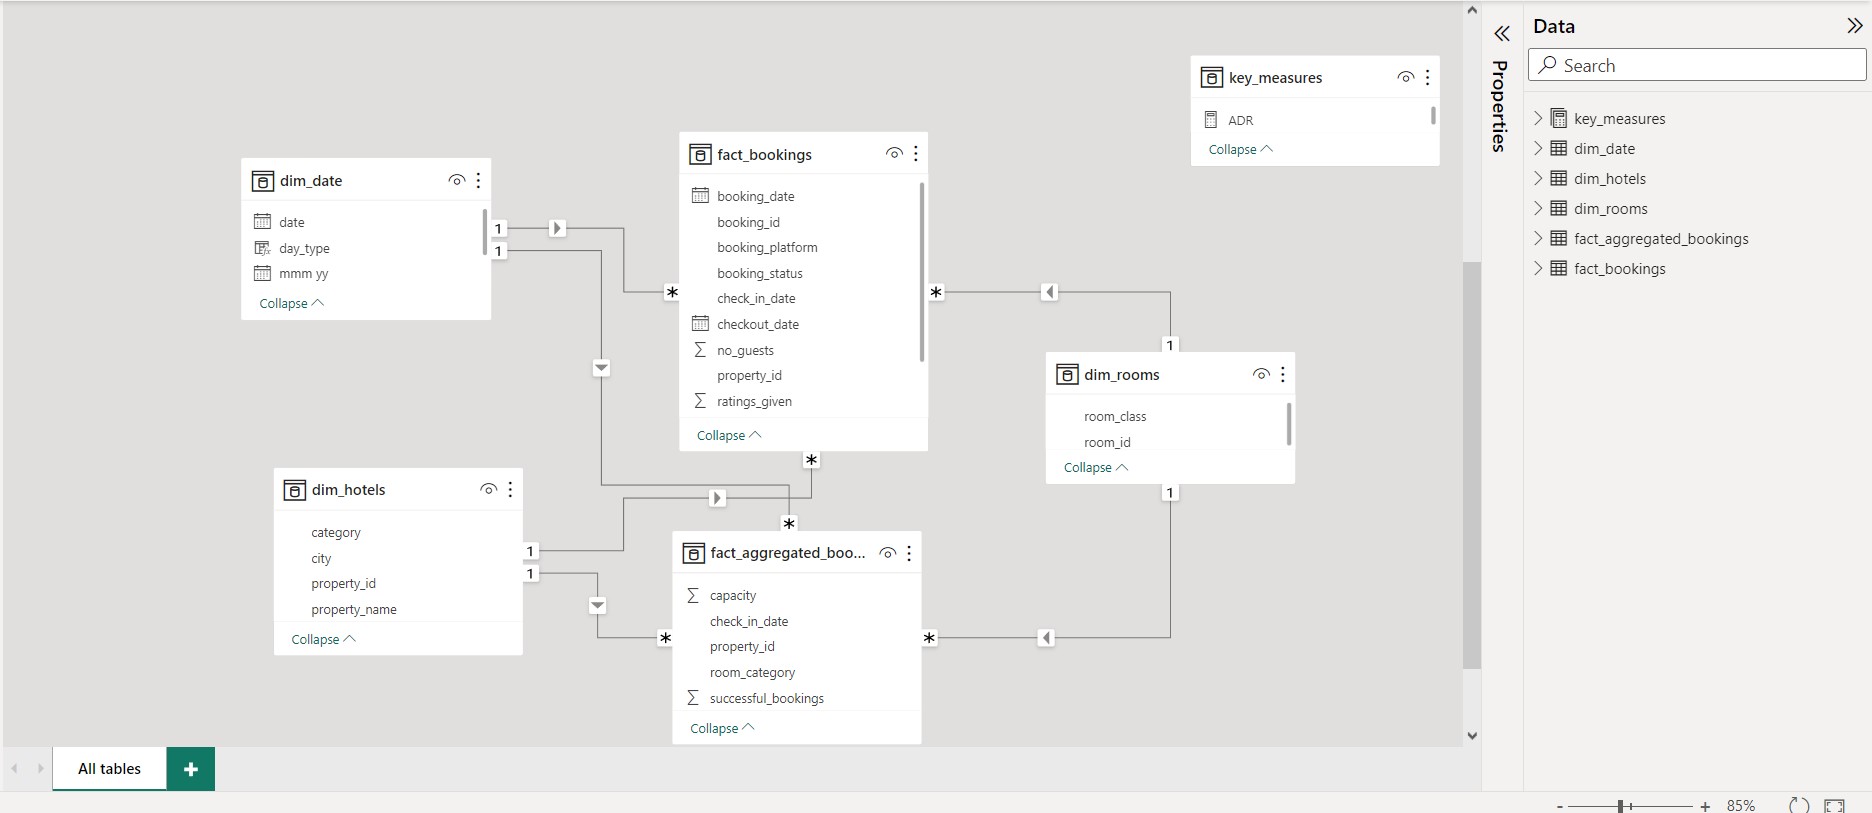 key_measures
ADR
Collapse
fact_bookings
booking_date
booking_id
booking_platform
booking_status
check_in_date
checkout_date
no_guests
property_id
ratings_given
Collapse
dim_date
date
day_type
mmm yy
Collapse
1
1
*
*
1
dim_rooms
room_class
room_id
Collapse
1
*
dim_hotels
category
city
property_id
property_name
Collapse
1
1
*
*
*
fact_aggregated_boo...
capacity
check_in_date
property_id
room_category
successful_bookings
Collapse
All tables
+
Properties
Data
Search
key_measures
dim_date
dim_hotels
dim_rooms
fact_aggregated_bookings
fact_bookings
- + 85%